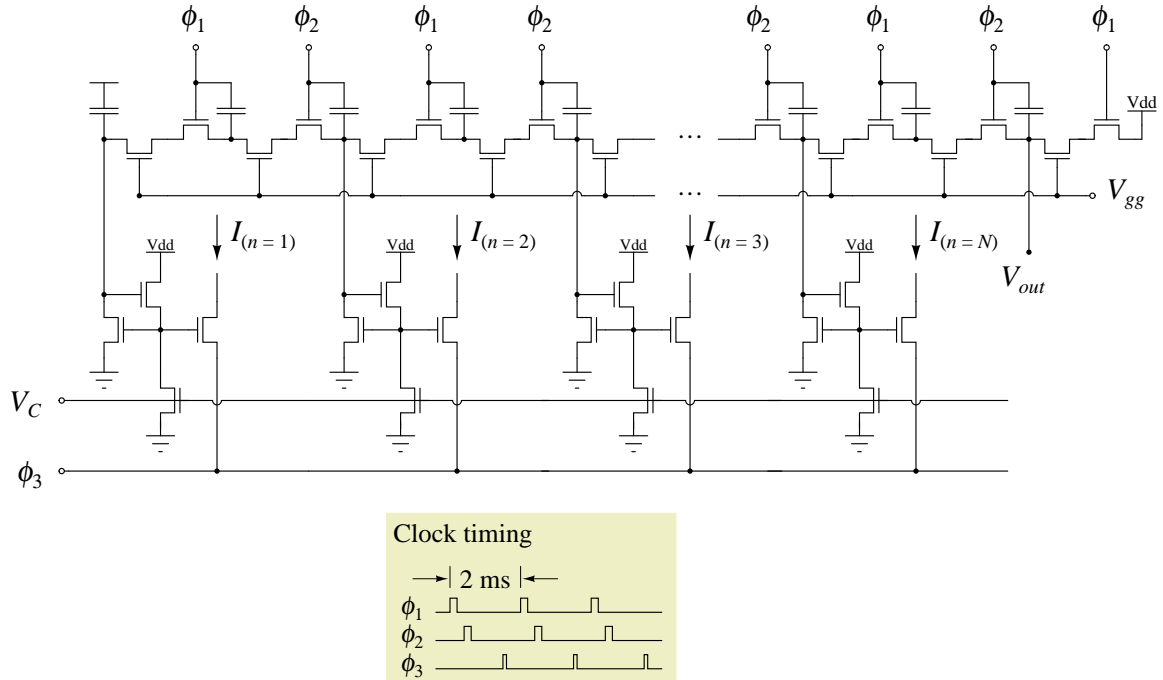 ϕ1 ϕ2 ϕ1 ϕ2 ϕ2 ϕ1 ϕ2 ϕ1
Vdd
... 
... Vgg
I(n = 1) I(n = 2) I(n = 3) I(n = N)
Vdd Vdd Vdd Vdd
Vout
VC
ϕ3
Clock timing
2 ms
ϕ1
ϕ2
ϕ3